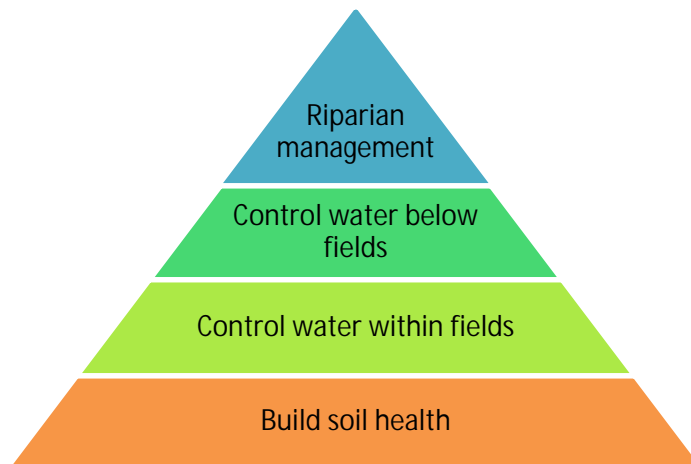 Riparian
management
Control water below
fields
Control water within fields
Build soil health